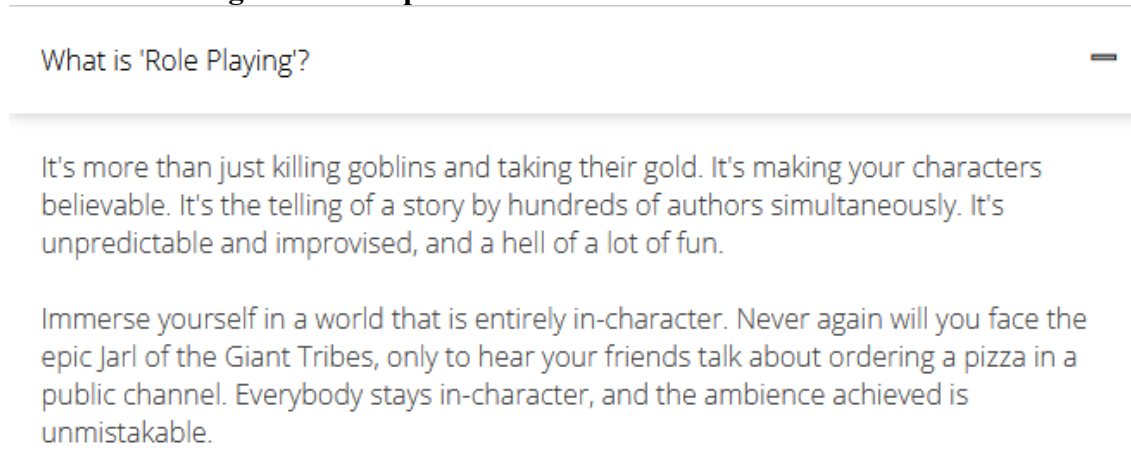 What is 'Role Playing'?
It's more than just killing goblins and taking their gold. It's making your characters
believable. It's the telling of a story by hundreds of authors simultaneously. It's
unpredictable and improvised, and a hell of a lot of fun.
Immerse yourself in a world that is entirely in-character. Never again will you face the
epic Jarl of the Giant Tribes, only to hear your friends talk about ordering a pizza in a
public channel. Everybody stays in-character, and the ambience achieved is
unmistakable.